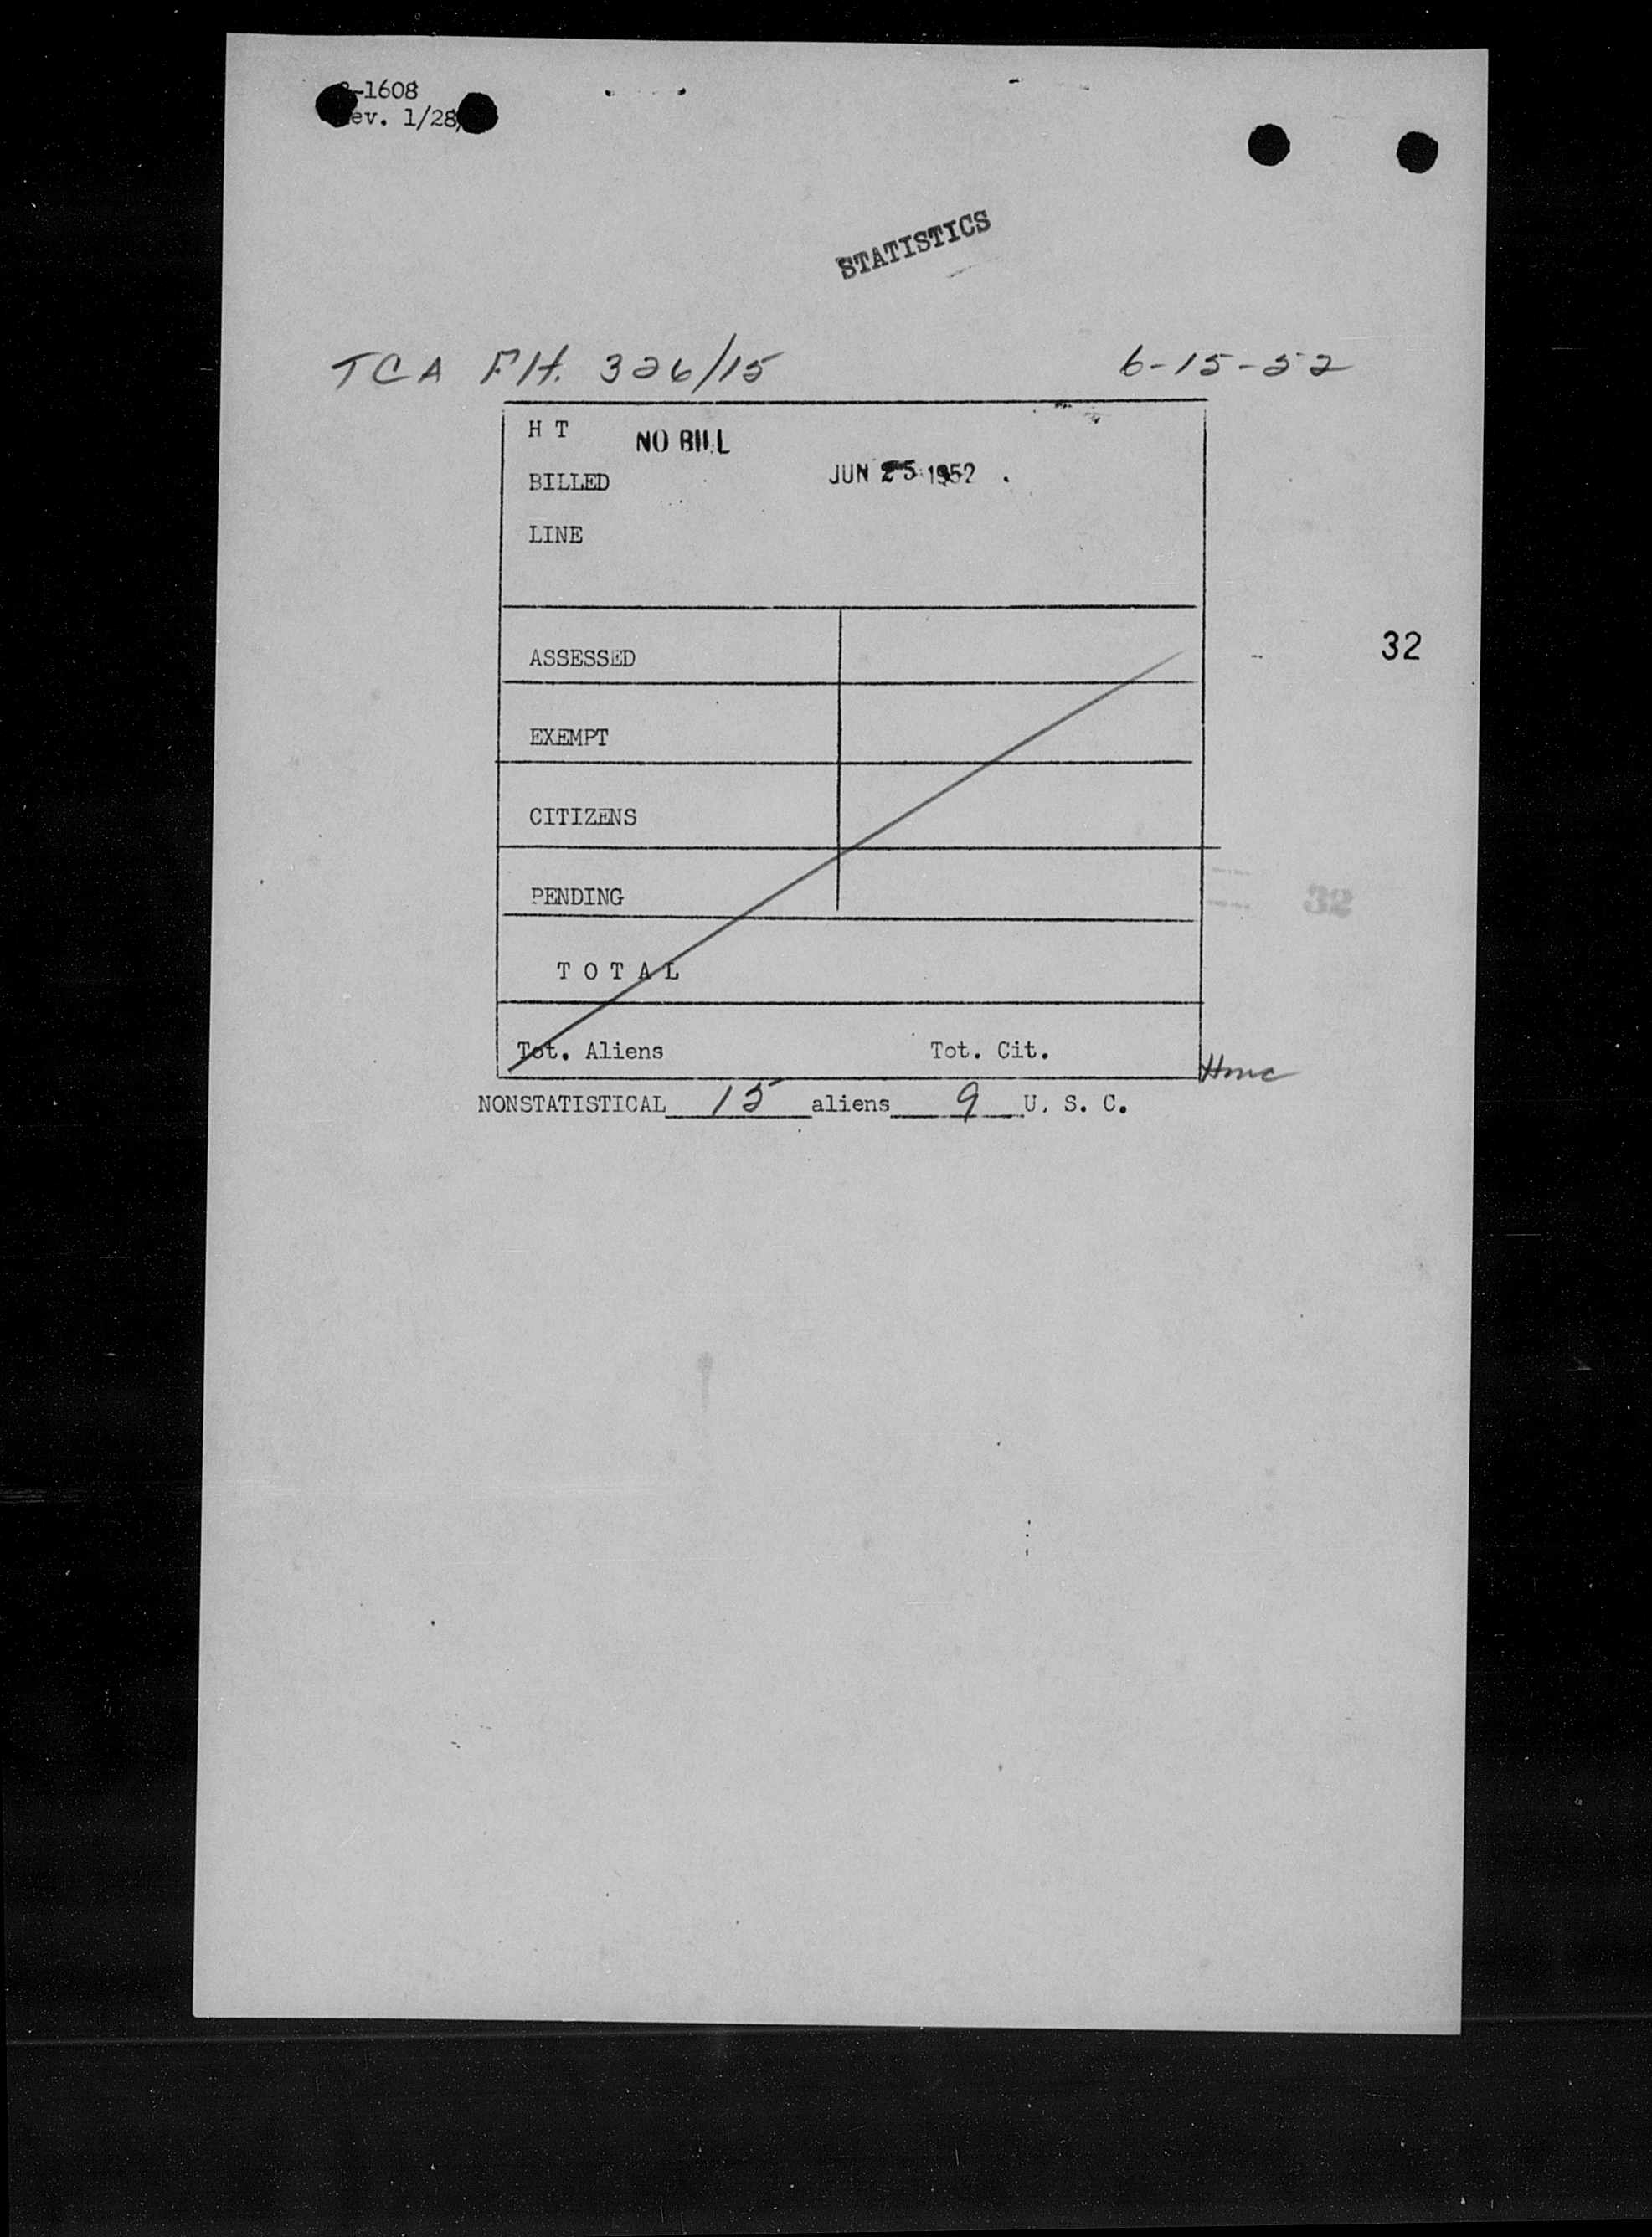 -1608
ev. 1/28/
STATISTICS
TCA FH. 326/15 6-15-52
H T NO BILL
BILLED JUN 25 1952
LINE
ASSESSED
32
EXEMPT
CITIZENS
PENDING
32
T O T A L
Tot. Aliens Tot. Cit.
NONSTATISTICAL 15 aliens 9 U. S. C.